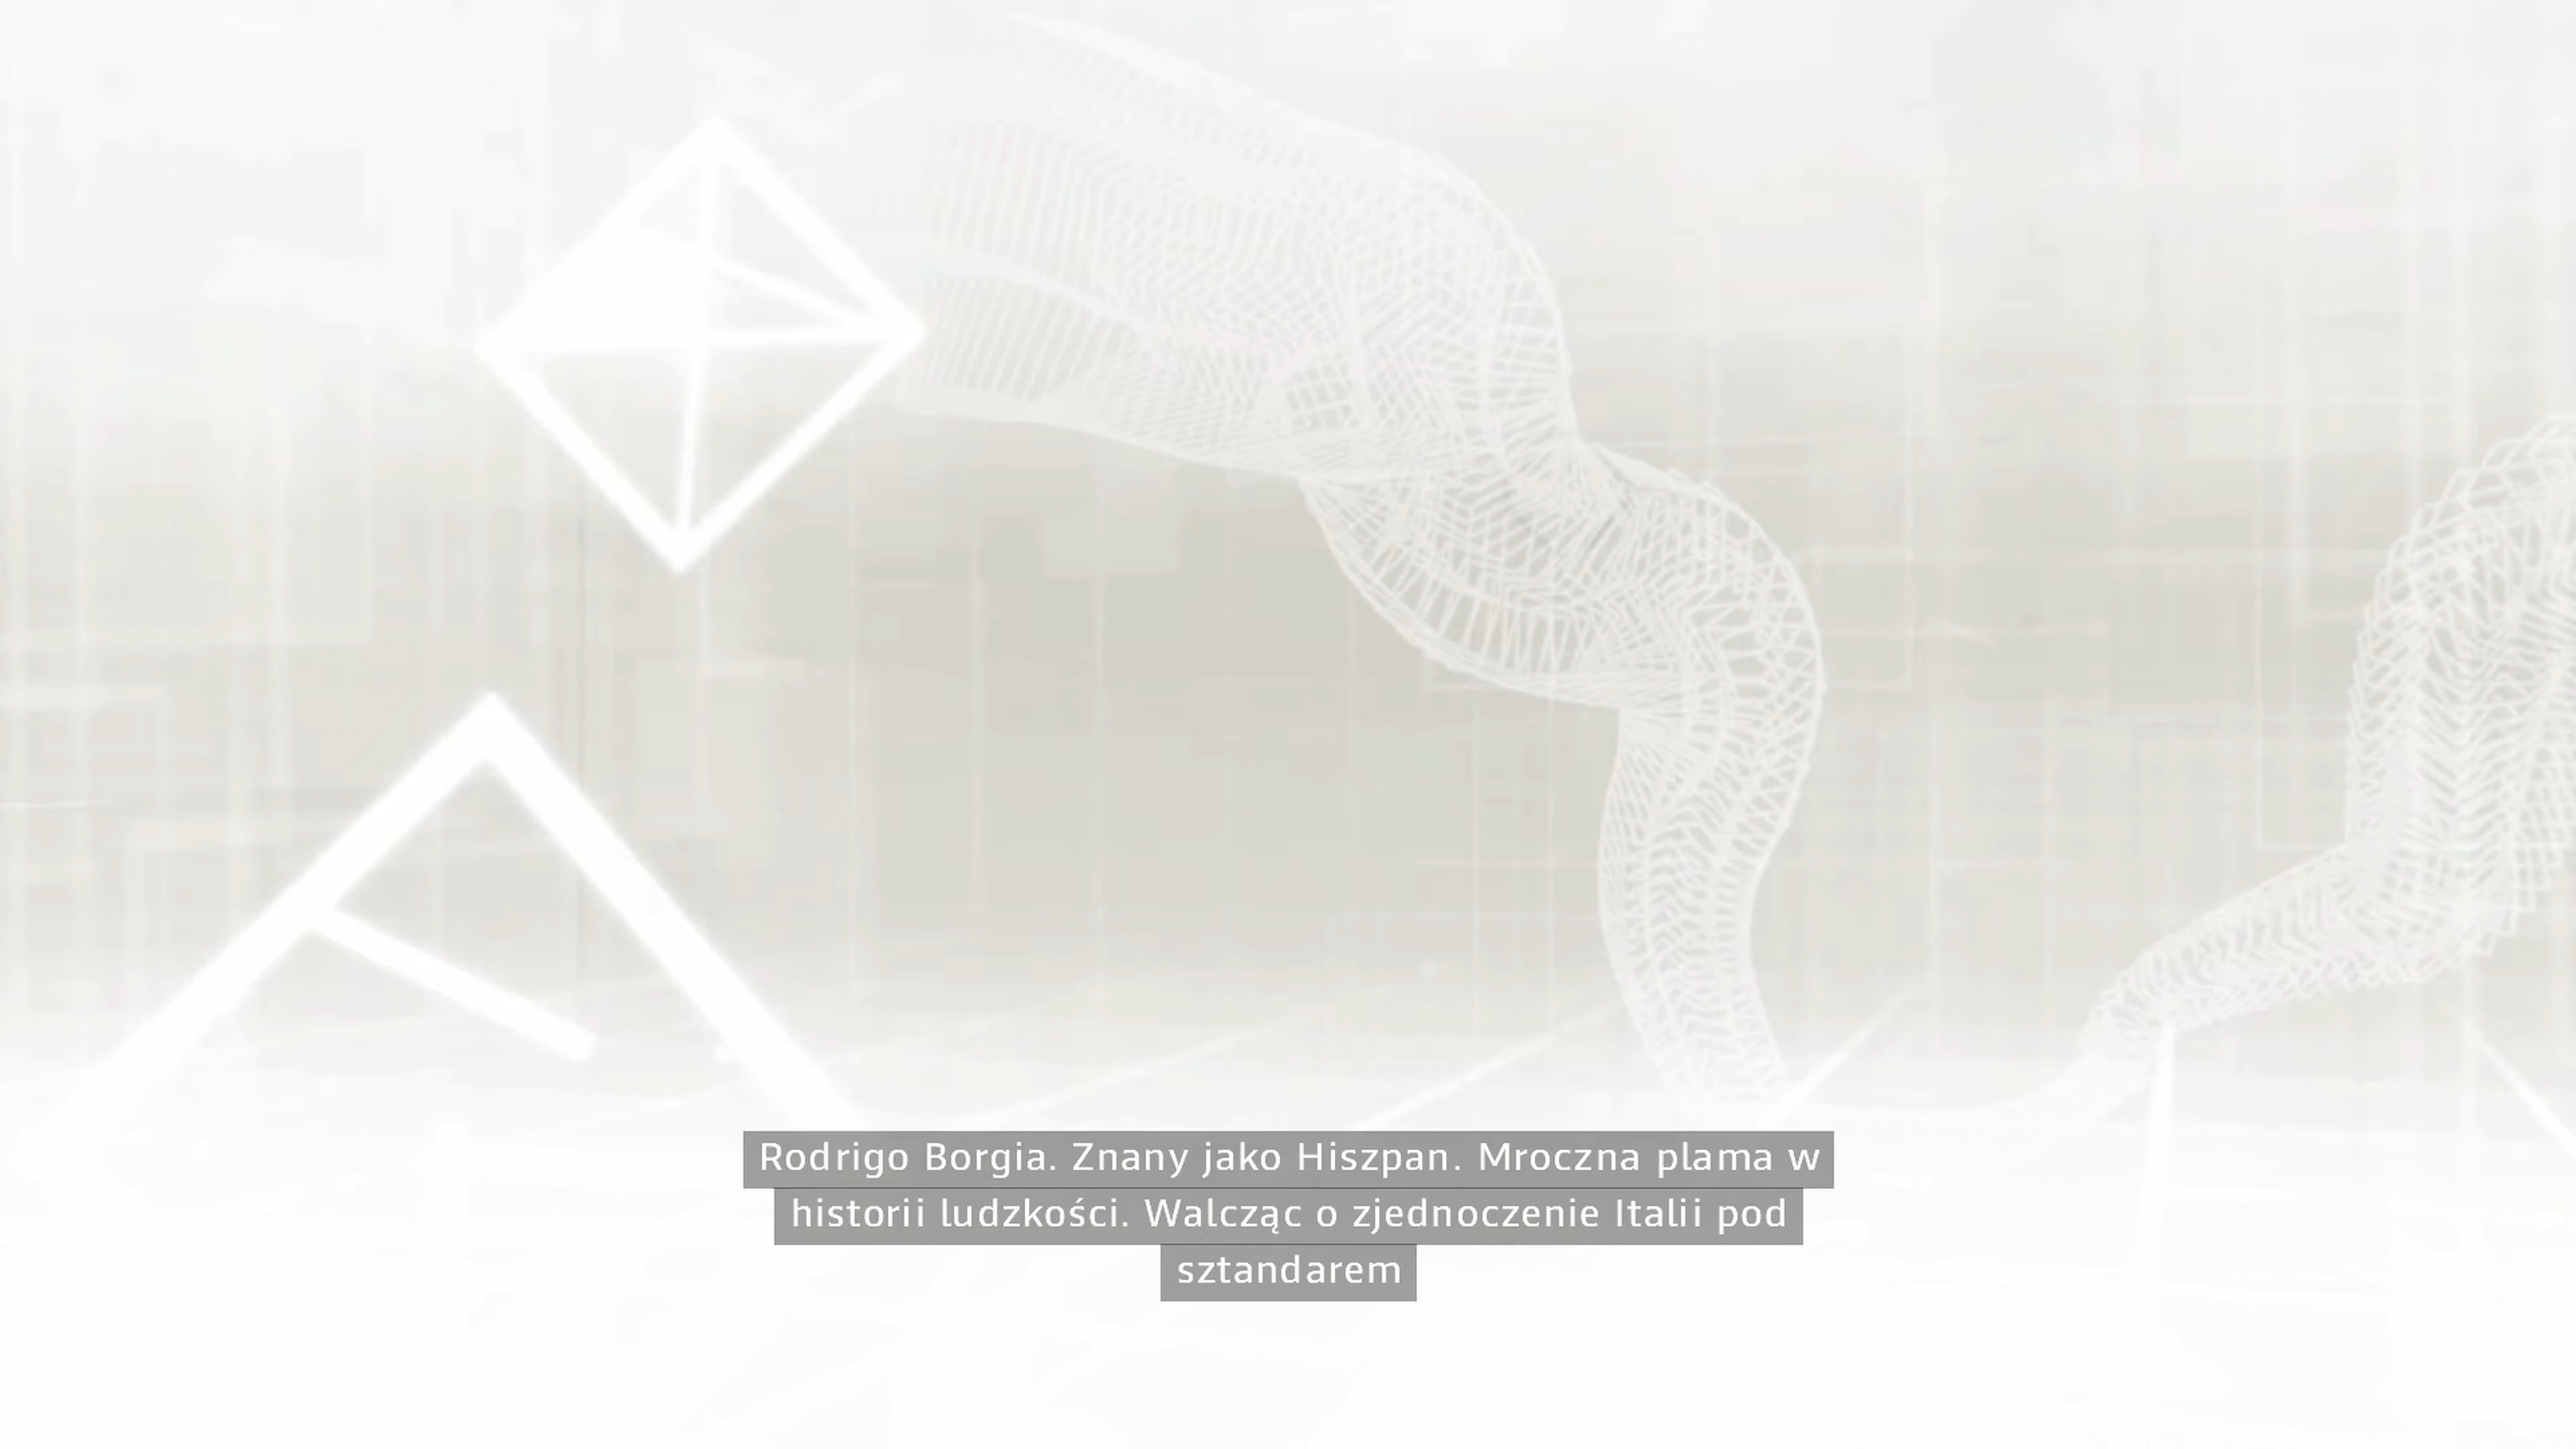 Rodrigo Borgia. Znany jako Hiszpan. Mroczna plama w
historii ludzkości. Walcząc o zjednoczenie Italii pod
sztandarem